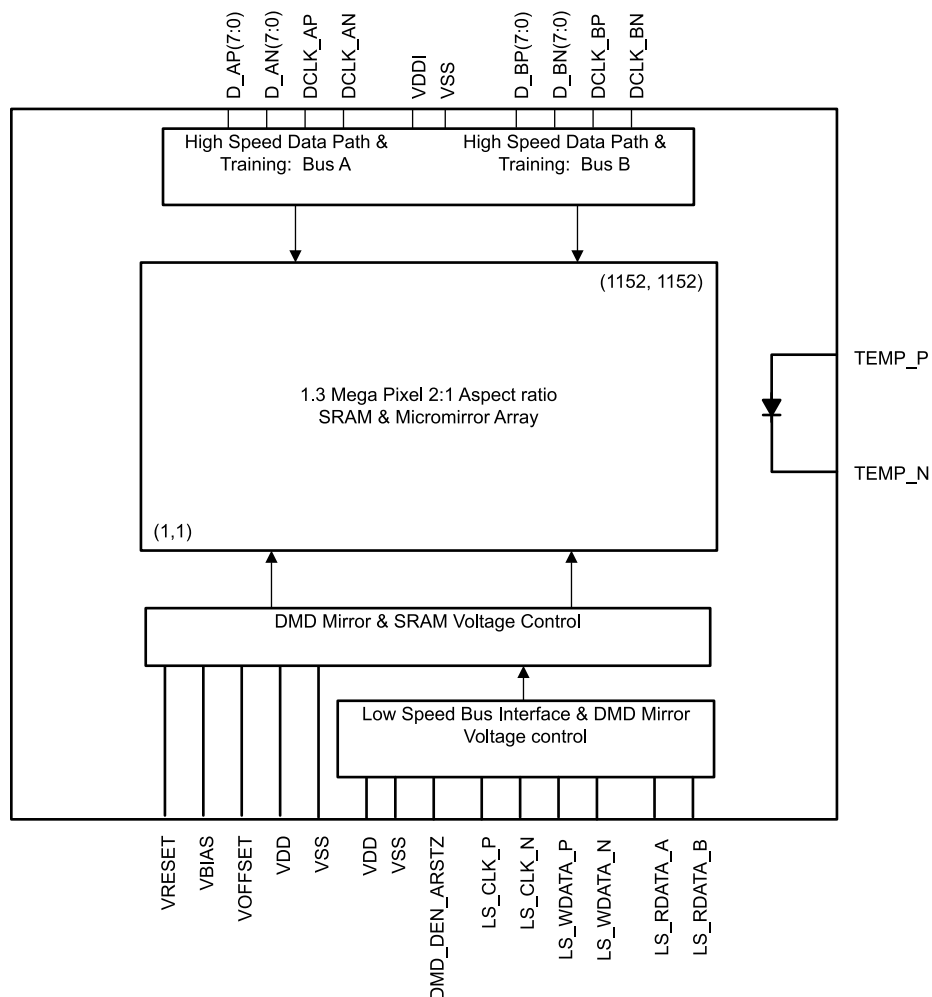 D_AP(7:0)
D_AN(7:0)
DCLK_AP
DCLK_AN
VDDI
VSS
D_BP(7:0)
D_BN(7:0)
DCLK_BP
DCLK_BN
High Speed Data Path &
Training: Bus A
High Speed Data Path &
Training: Bus B
(1152, 1152)
1.3 Mega Pixel 2:1 Aspect ratio
SRAM & Micromirror Array
(1,1)
TEMP_P
TEMP_N
DMD Mirror & SRAM Voltage Control
Low Speed Bus Interface & DMD Mirror
Voltage control
VRESET
VBIAS
VOFFSET
VDD
VSS
VDD
VSS
DMD_DEN_ARSTZ
LS_CLK_P
LS_CLK_N
LS_WDATA_P
LS_WDATA_N
LS_RDATA_A
LS_RDATA_B